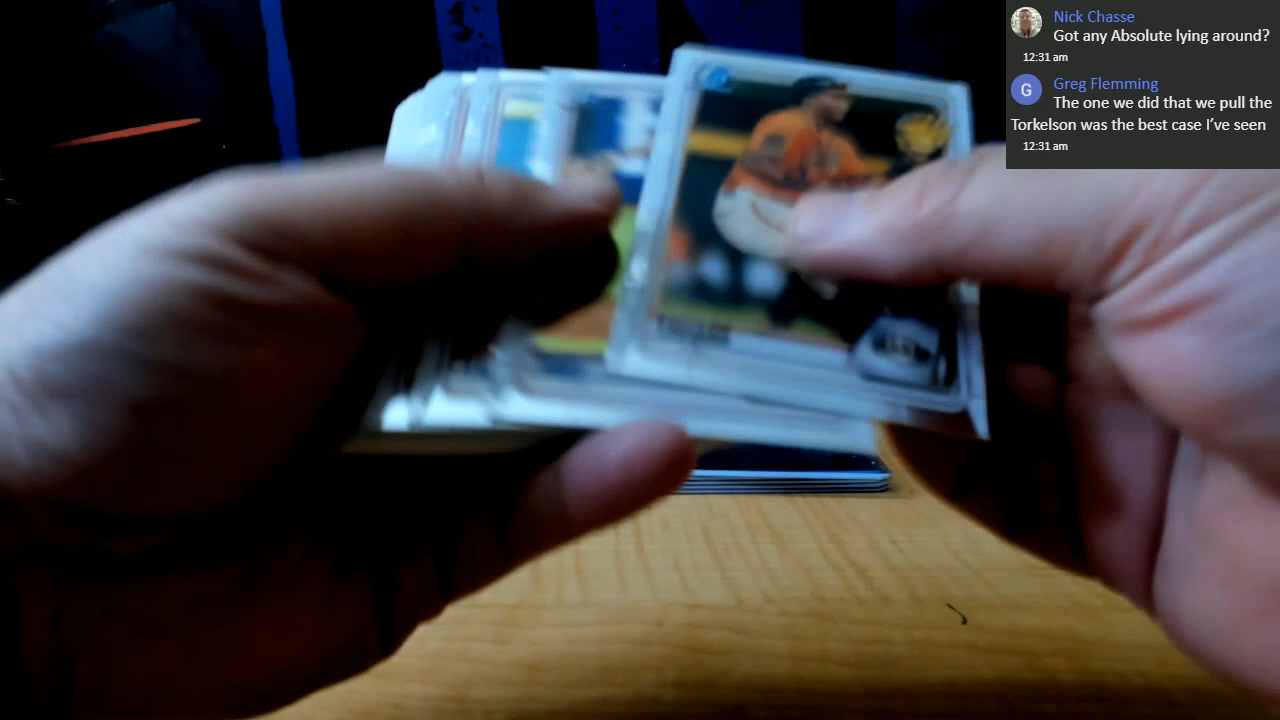 Nick Chasse
Got any Absolute lying around?
12:31 am
G
Greg Flemming
The one we did that we pull the
Torkelson was the best case I've seen
12:31 am